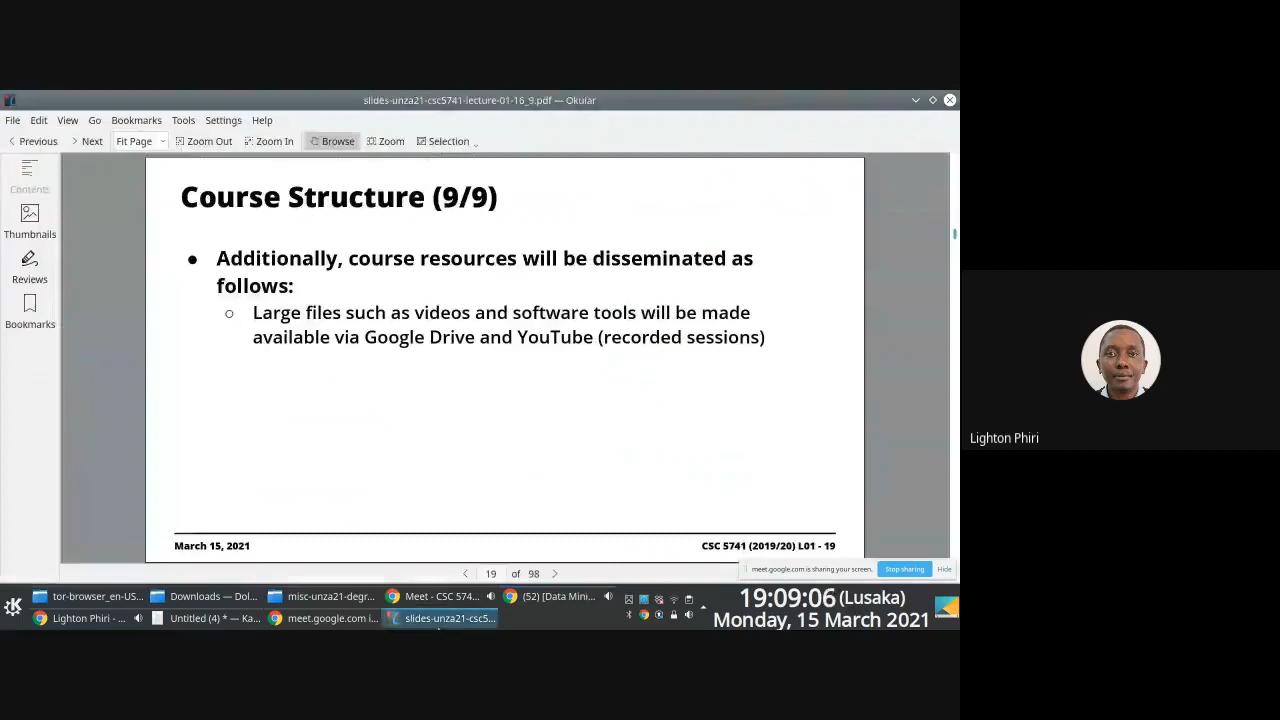 slides-unza21-csc5741-lecture-01-16_9.pdf — Okular
File Edit View Go Bookmarks Tools Settings Help
Previous Next Fit Page Zoom Out Zoom In Browse Zoom Selection
Contents
Thumbnails
Reviews
Bookmarks
Course Structure (9/9)
● Additionally, course resources will be disseminated as
follows:
○ Large files such as videos and software tools will be made
available via Google Drive and YouTube (recorded sessions)
March 15, 2021 CSC 5741 (2019/20) L01 - 19
Lighton Phiri
19 of 98
meet.google.com is sharing your screen. Stop sharing Hide
tor-browser_en-US... Downloads — Dol... misc-unza21-degr... Meet - CSC 574... (52) [Data Mini...
Lighton Phiri - ... Untitled (4) * — Ka... meet.google.com i... slides-unza21-csc5...
19:09:06 (Lusaka)
Monday, 15 March 2021